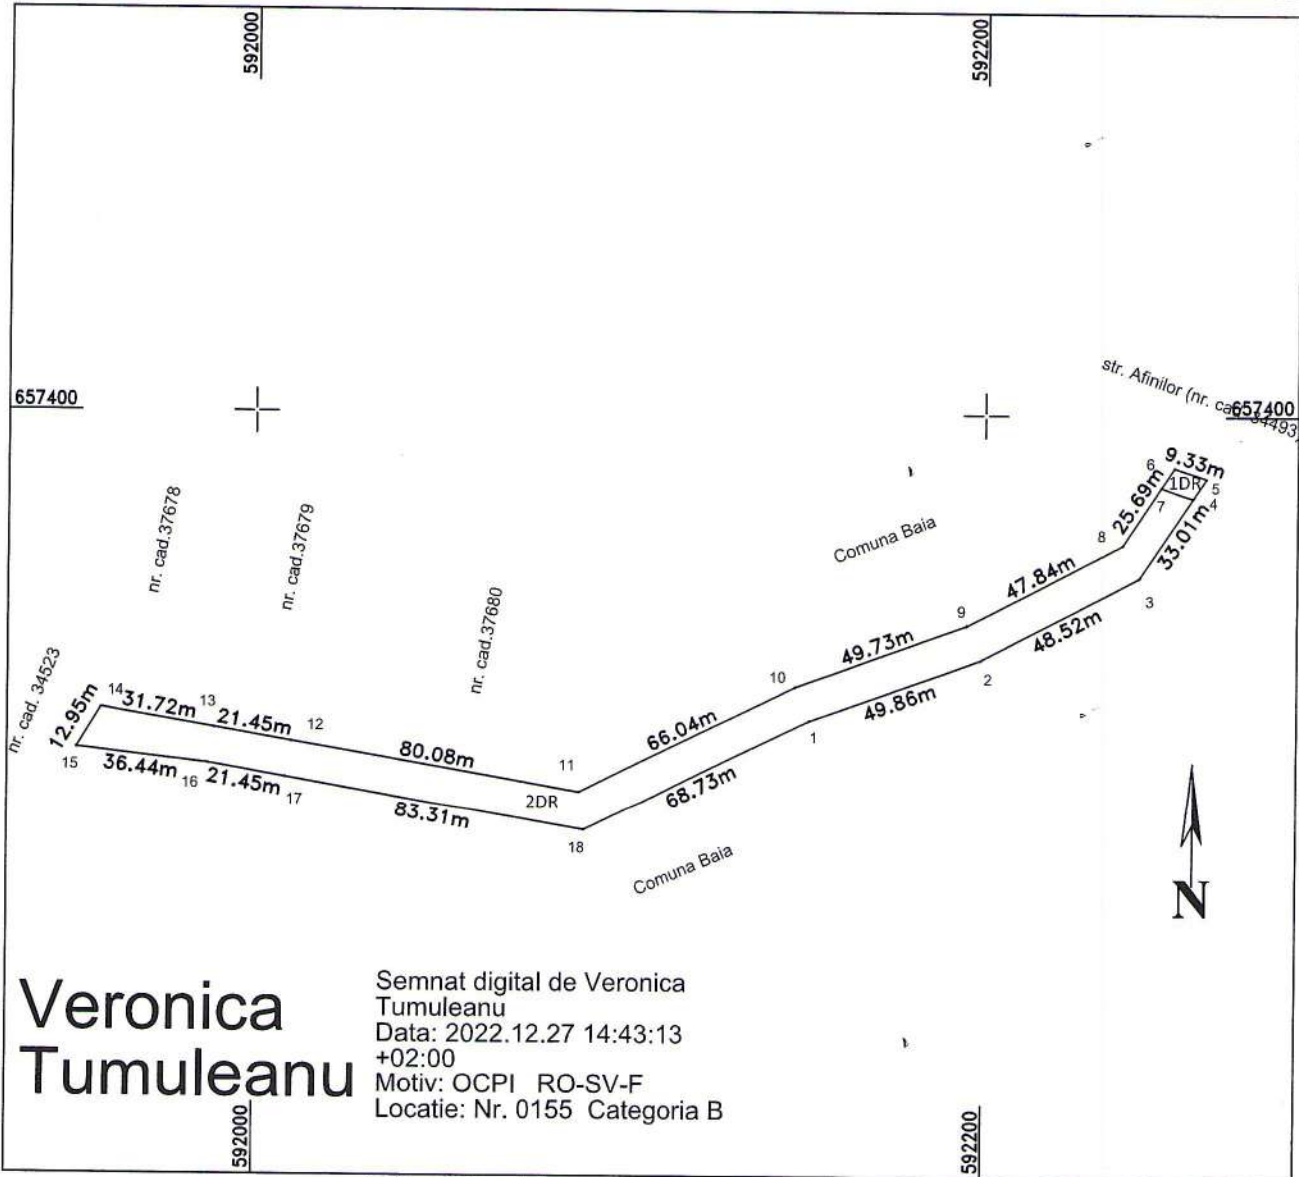 592000
592200
str. Afinilor (nr. cad. 34493)
657400
657400
6
9.33m
1DR
5
4
7
25.69m
33.01m
nr. cad.37678
nr. cad.37679
Comuna Baia
8
47.84m
3
nr. cad.37680
9
48.52m
49.73m
2
nr. cad. 34523
10
49.86m
14
31.72m
13
21.45m
12
12.95m
66.04m
1
15
36.44m
16
21.45m
17
80.08m
11
83.31m
2DR
68.73m
18
Comuna Baia
N
Veronica
Tumuleanu
Semnat digital de Veronica
Tumuleanu
Data: 2022.12.27 14:43:13
+02:00
Motiv: OCPI RO-SV-F
Locatie: Nr. 0155 Categoria B
592000
592200